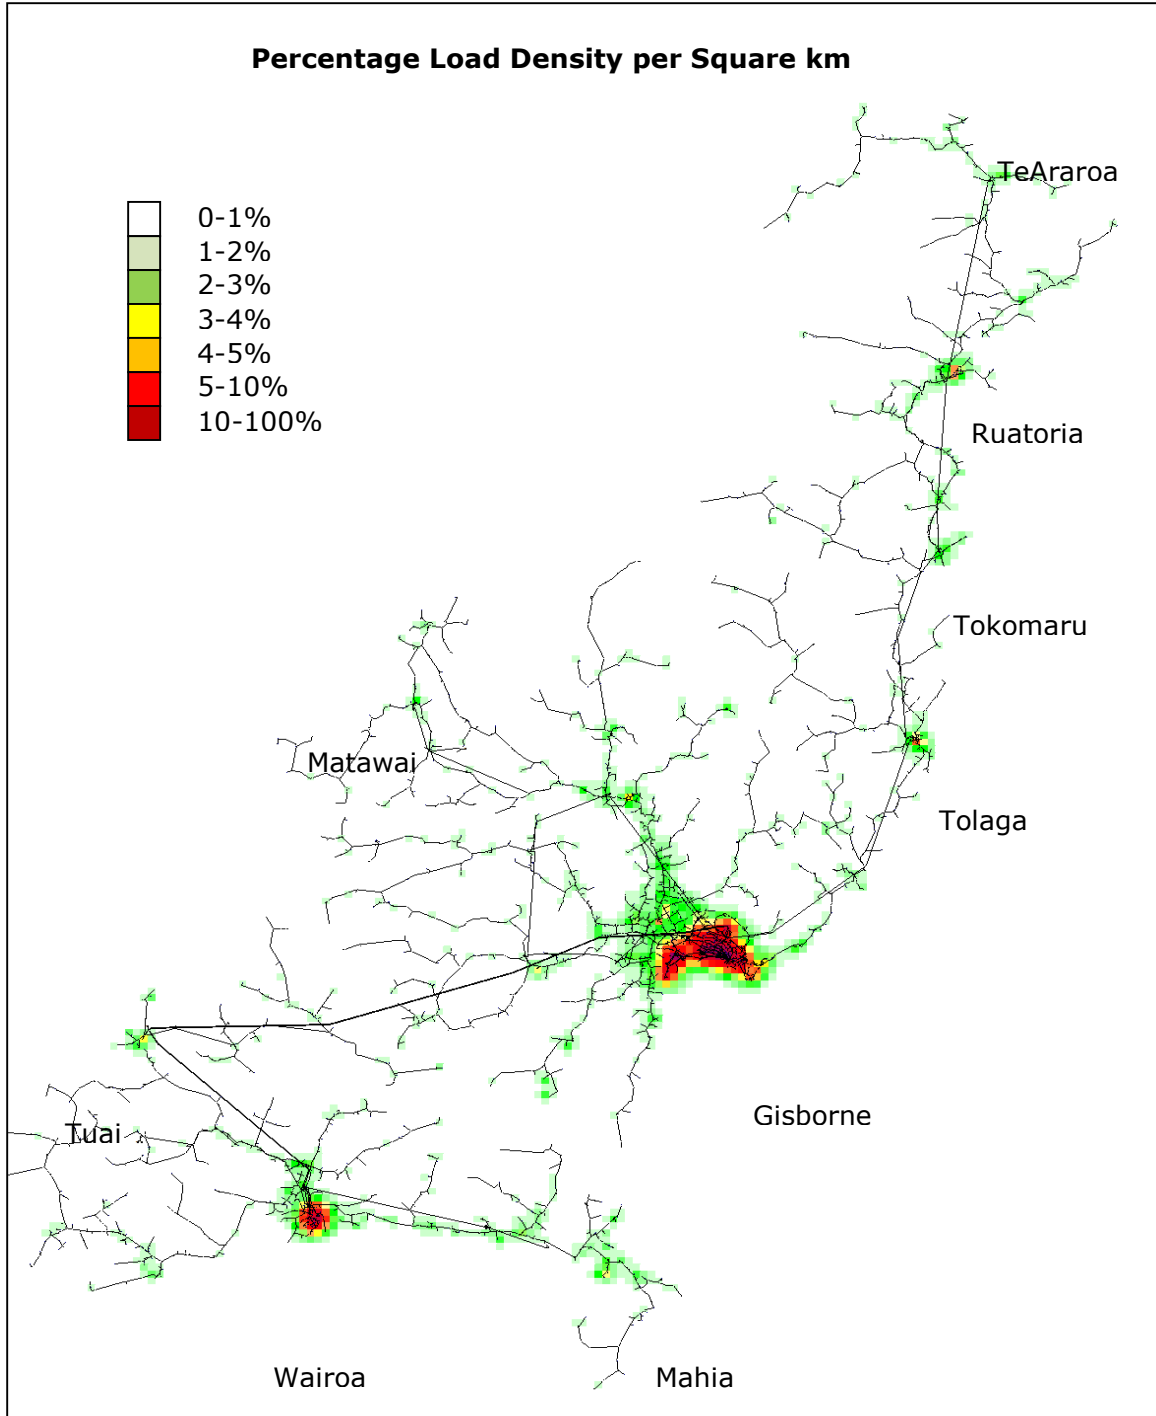 Percentage Load Density per Square km
TeAraroa
0-1%
1-2%
2-3%
3-4%
4-5%
5-10%
10-100%
Ruatoria
Tokomaru
Matawai
Tolaga
Gisborne
Tuai
Wairoa
Mahia